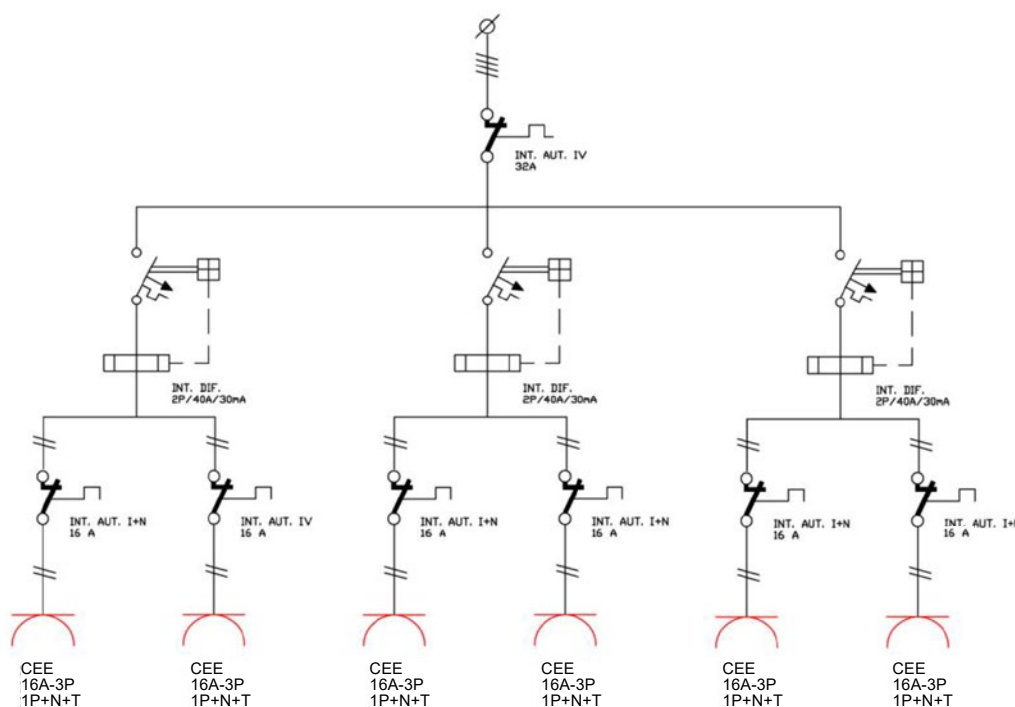 INT. AUT. IV
32A
INT. DIF.
2P/40A/30mA
INT. DIF.
2P/40A/30mA
INT. DIF.
2P/40A/30mA
INT. AUT. I+N
16 A
INT. AUT. IV
16 A
INT. AUT. I+N
16 A
INT. AUT. I+N
16 A
INT. AUT. I+N
16 A
INT. AUT. I+N
16 A
CEE
16A-3P
1P+N+T
CEE
16A-3P
1P+N+T
CEE
16A-3P
1P+N+T
CEE
16A-3P
1P+N+T
CEE
16A-3P
1P+N+T
CEE
16A-3P
1P+N+T